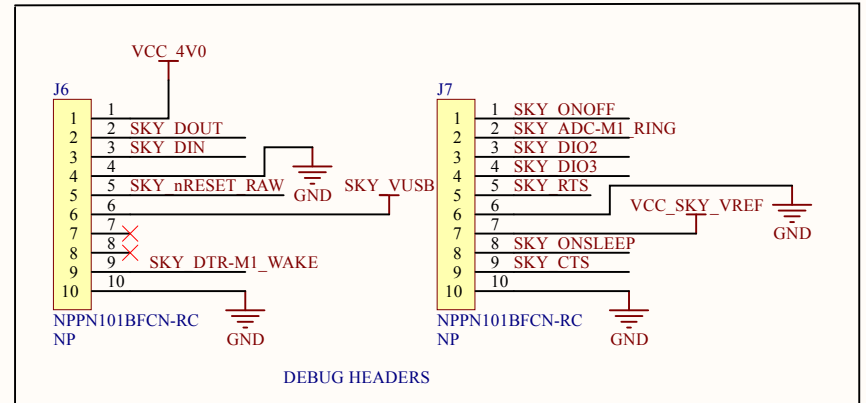 VCC_4V0
J6
1 1
2 2 SKY_DOUT
3 3 SKY_DIN
4 4
5 5 SKY_nRESET_RAW SKY_VUSB
GND
6 6
7 7
8 8
9 9 SKY_DTR-M1_WAKE
10 10
NPPN101BFCN-RC
NP
GND
J7
1 1 SKY_ONOFF
2 2 SKY_ADC-M1_RING
3 3 SKY_DIO2
4 4 SKY_DIO3
5 5 SKY_RTS
6 6
VCC_SKY_VREF
7 7
GND
8 8 SKY_ONSLEEP
9 9 SKY_CTS
10 10
NPPN101BFCN-RC
NP
GND
DEBUG HEADERS